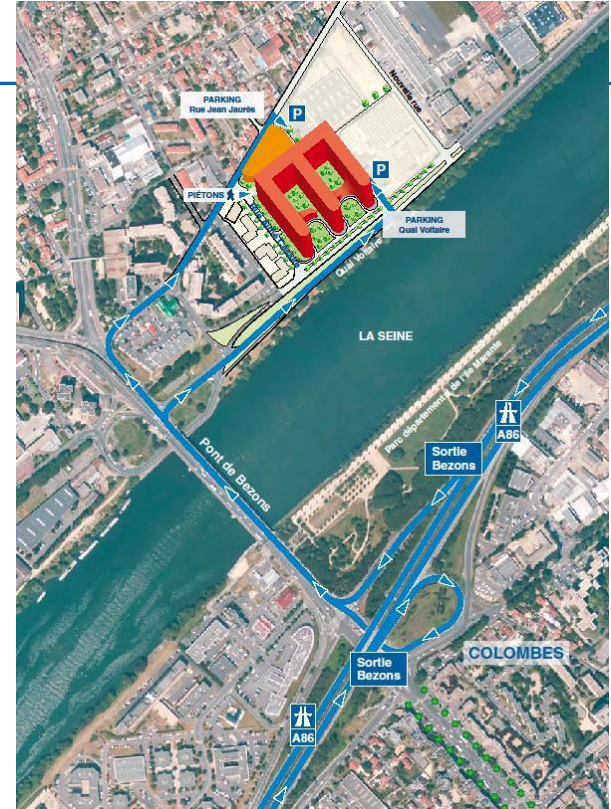 PARKING
Rue Jean Jaurès
P
Nouvelle rue
P
PIÉTONS
PARKING
Quai Voltaire
Quai Voltaire
LA SEINE
Parc départemental de l'île Marante
A86
Sortie
Bezons
Pont de Bezons
COLOMBES
Sortie
Bezons
A86